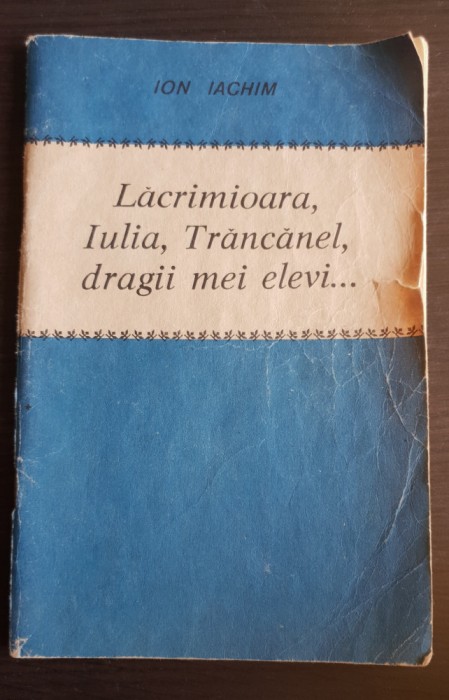 ION IACHIM
Lăcrimioara,
Iulia, Trăncănel,
dragii mei elevi...